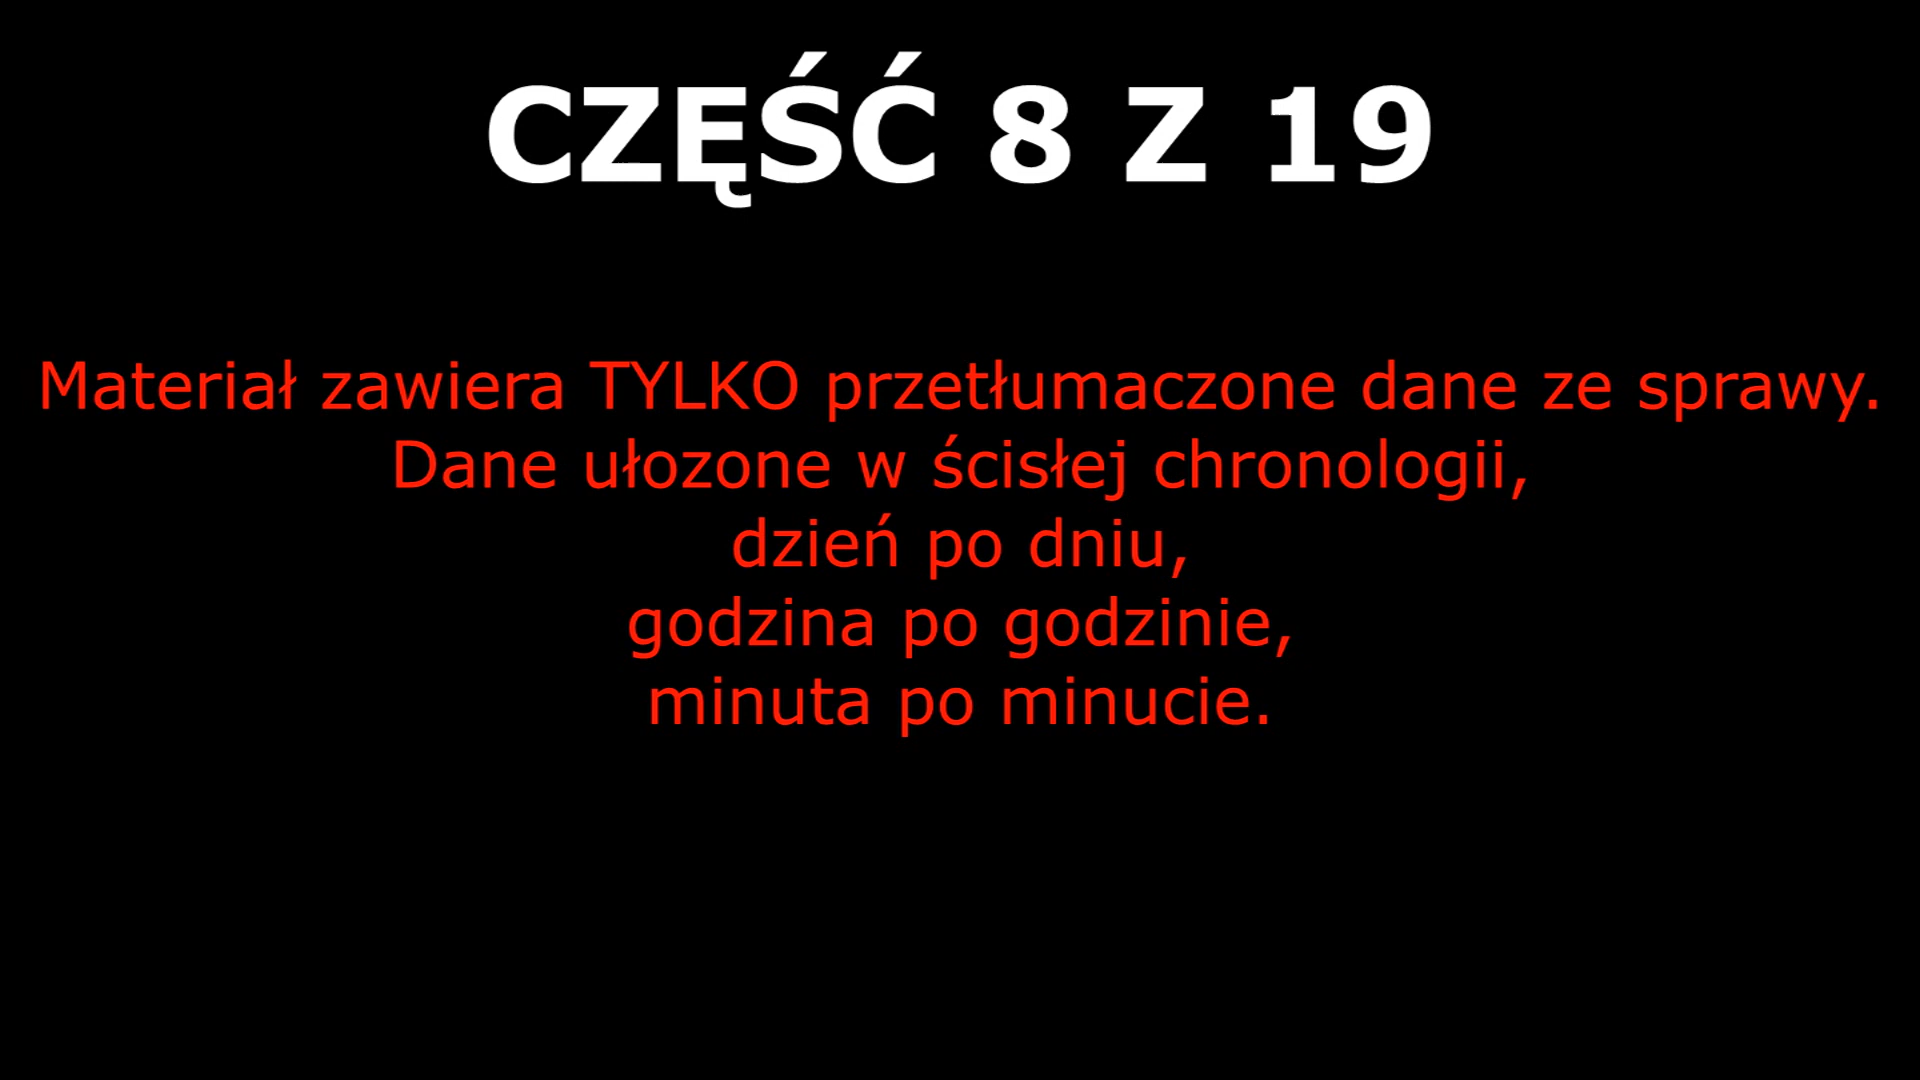 CZĘŚĆ 8 Z 19
Materiał zawiera TYLKO przetłumaczone dane ze sprawy.
Dane ułozone w ścisłej chronologii,
dzień po dniu,
godzina po godzinie,
minuta po minucie.